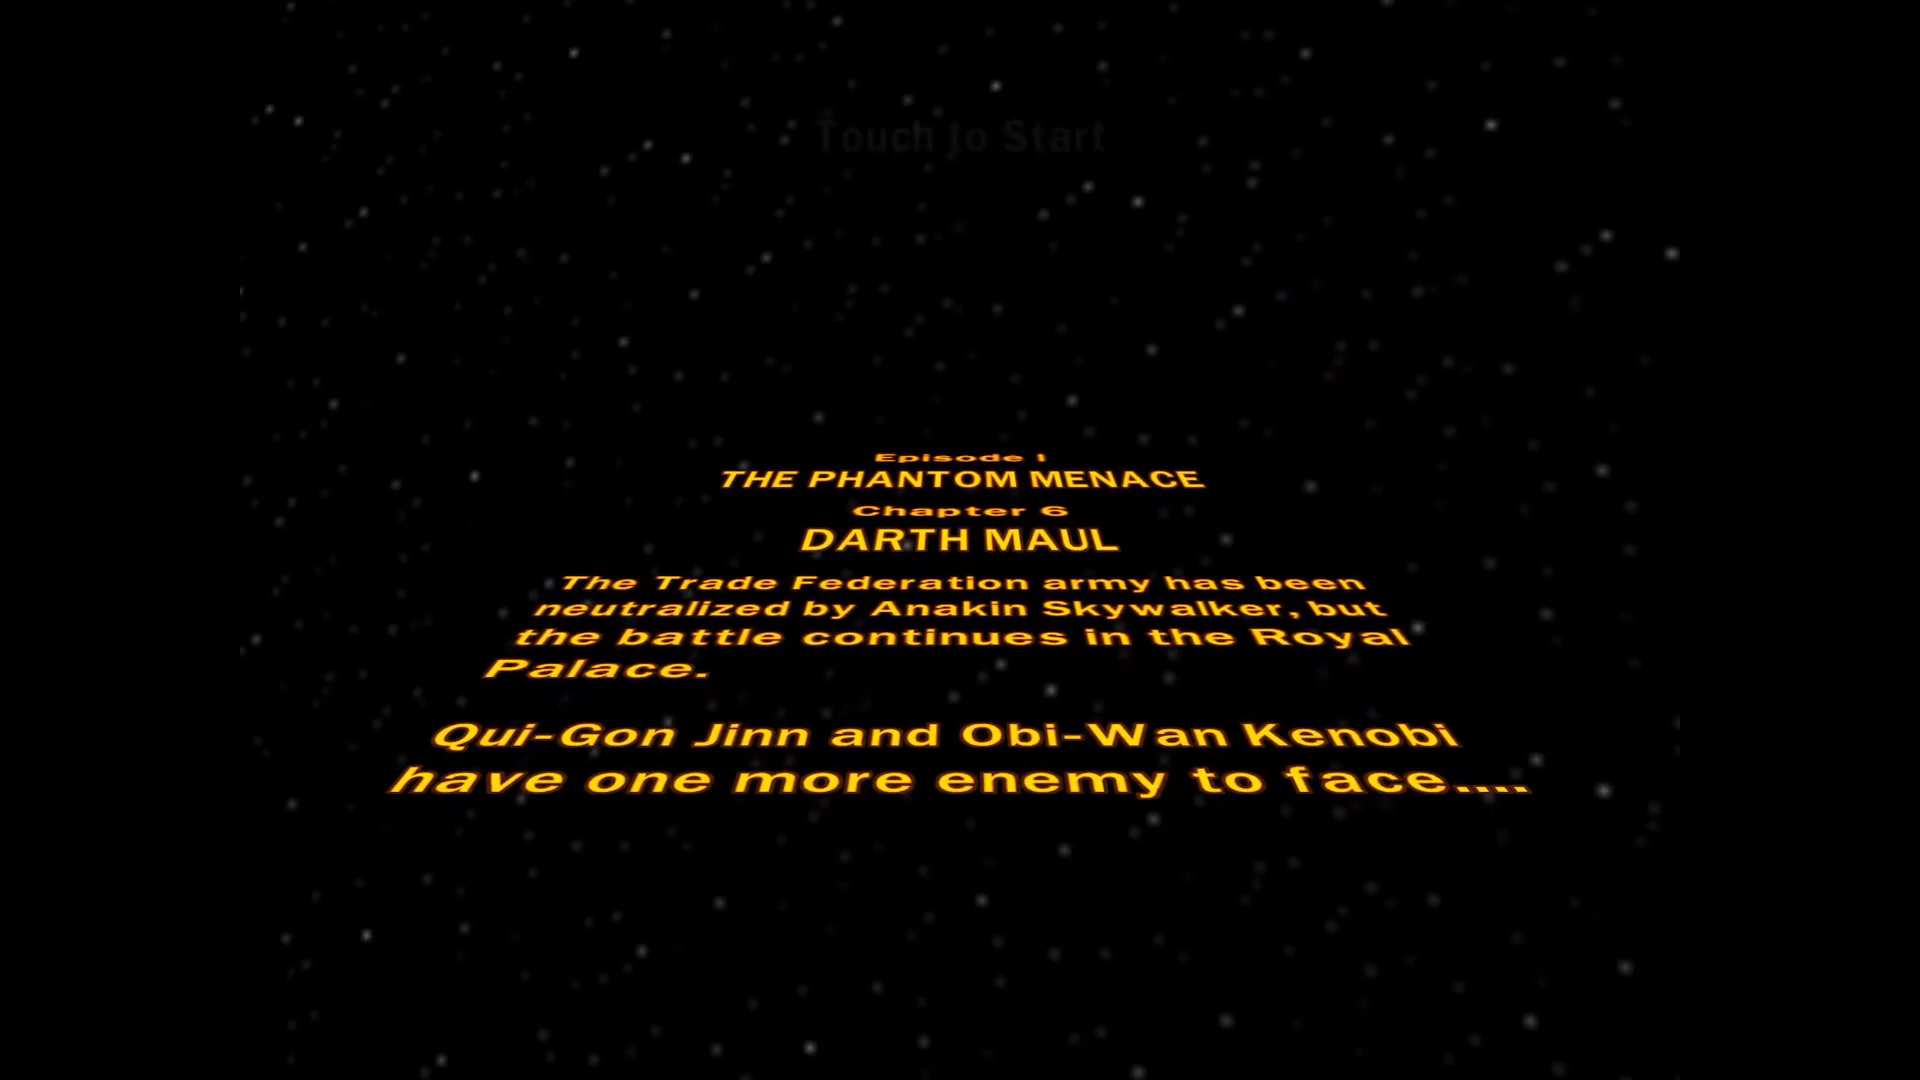 Touch to Start
Episode I
THE PHANTOM MENACE
Chapter 6
DARTH MAUL
The Trade Federation army has been
neutralized by Anakin Skywalker, but
the battle continues in the Royal
Palace.
Qui-Gon Jinn and Obi-Wan Kenobi
have one more enemy to face....